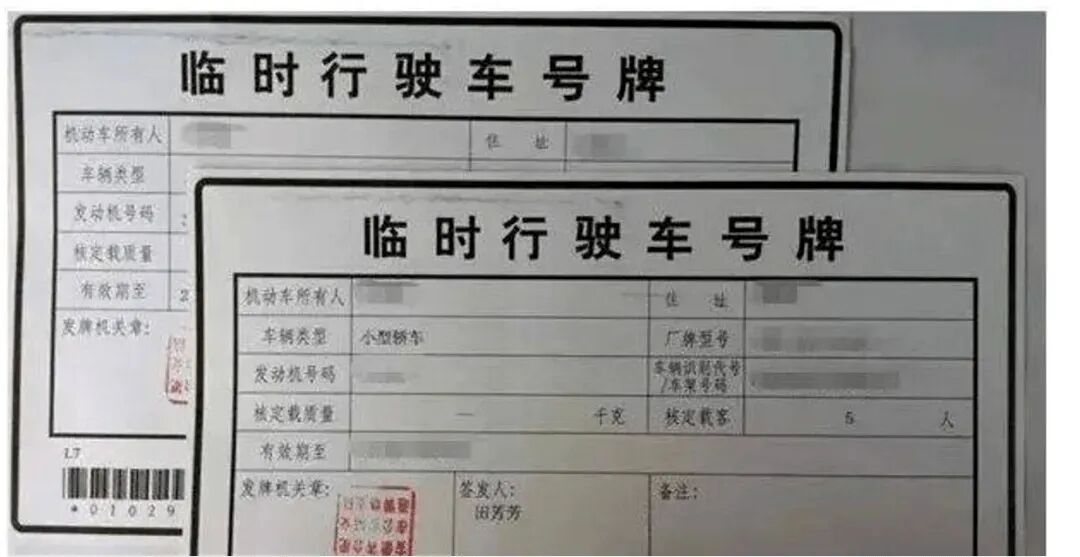 临时行驶车号牌
机动车所有人 住址
车辆类型
发动机号码
核定载质量
有效期至 2
发牌机关章:
L7
*01029
临时行驶车号牌
机动车所有人 住址
车辆类型 小型轿车 厂牌型号
发动机号码 车辆识别代号/车架号码
核定载质量 — 千克 核定载客 5 人
有效期至
发牌机关章: 签发人: 备注:
田芳芳